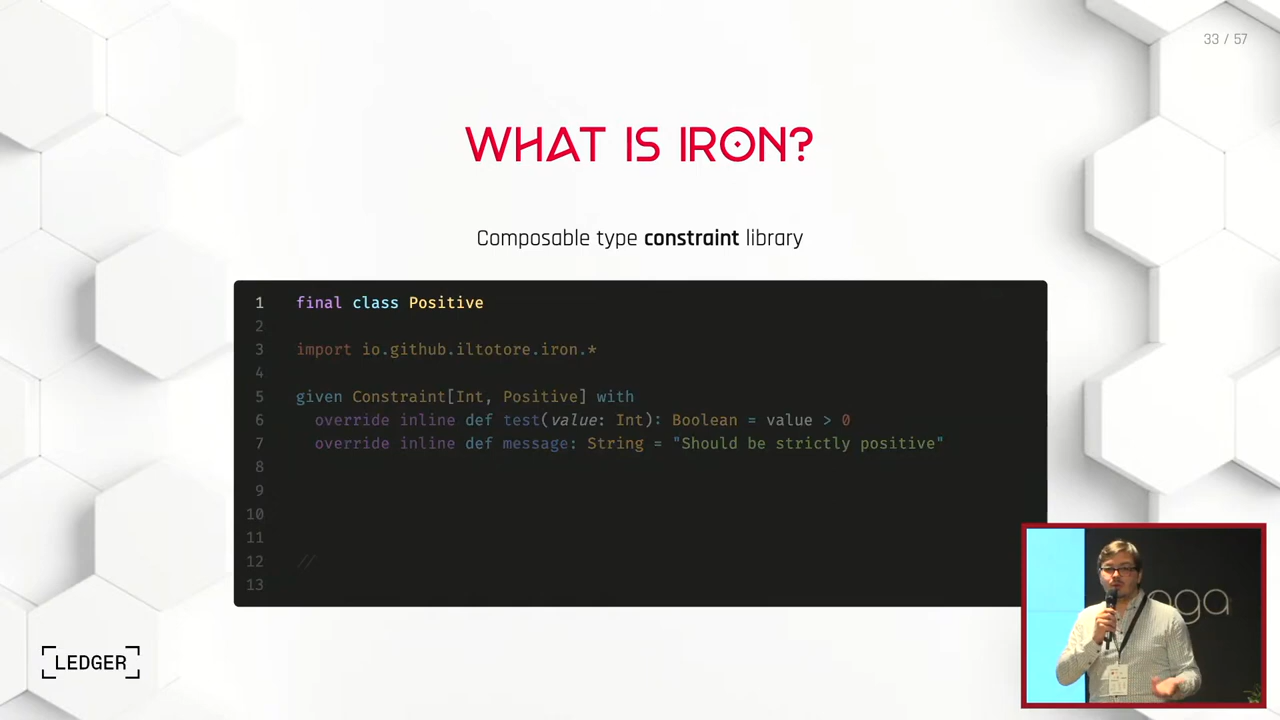 33 / 57
WHAT IS IRON?
Composable type constraint library
1 final class Positive
2
3 import io.github.iltotore.iron.*
4
5 given Constraint[Int, Positive] with
6   override inline def test(value: Int): Boolean = value > 0
7   override inline def message: String = "Should be strictly positive"
8
9
10
11
12 //
13
LEDGER